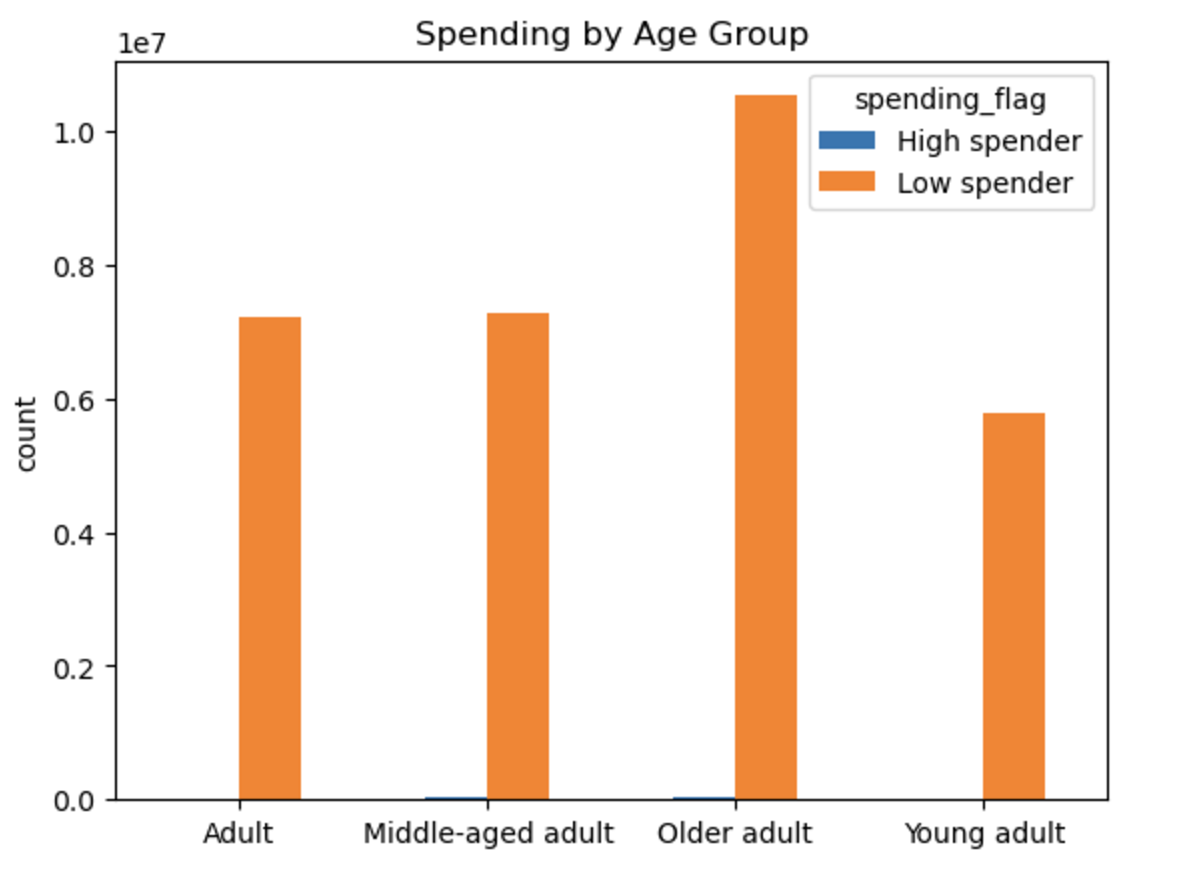 Spending by Age Group
1e7
spending_flag
High spender
Low spender
1.0
0.8
0.6
0.4
0.2
0.0
count
Adult Middle-aged adult Older adult Young adult